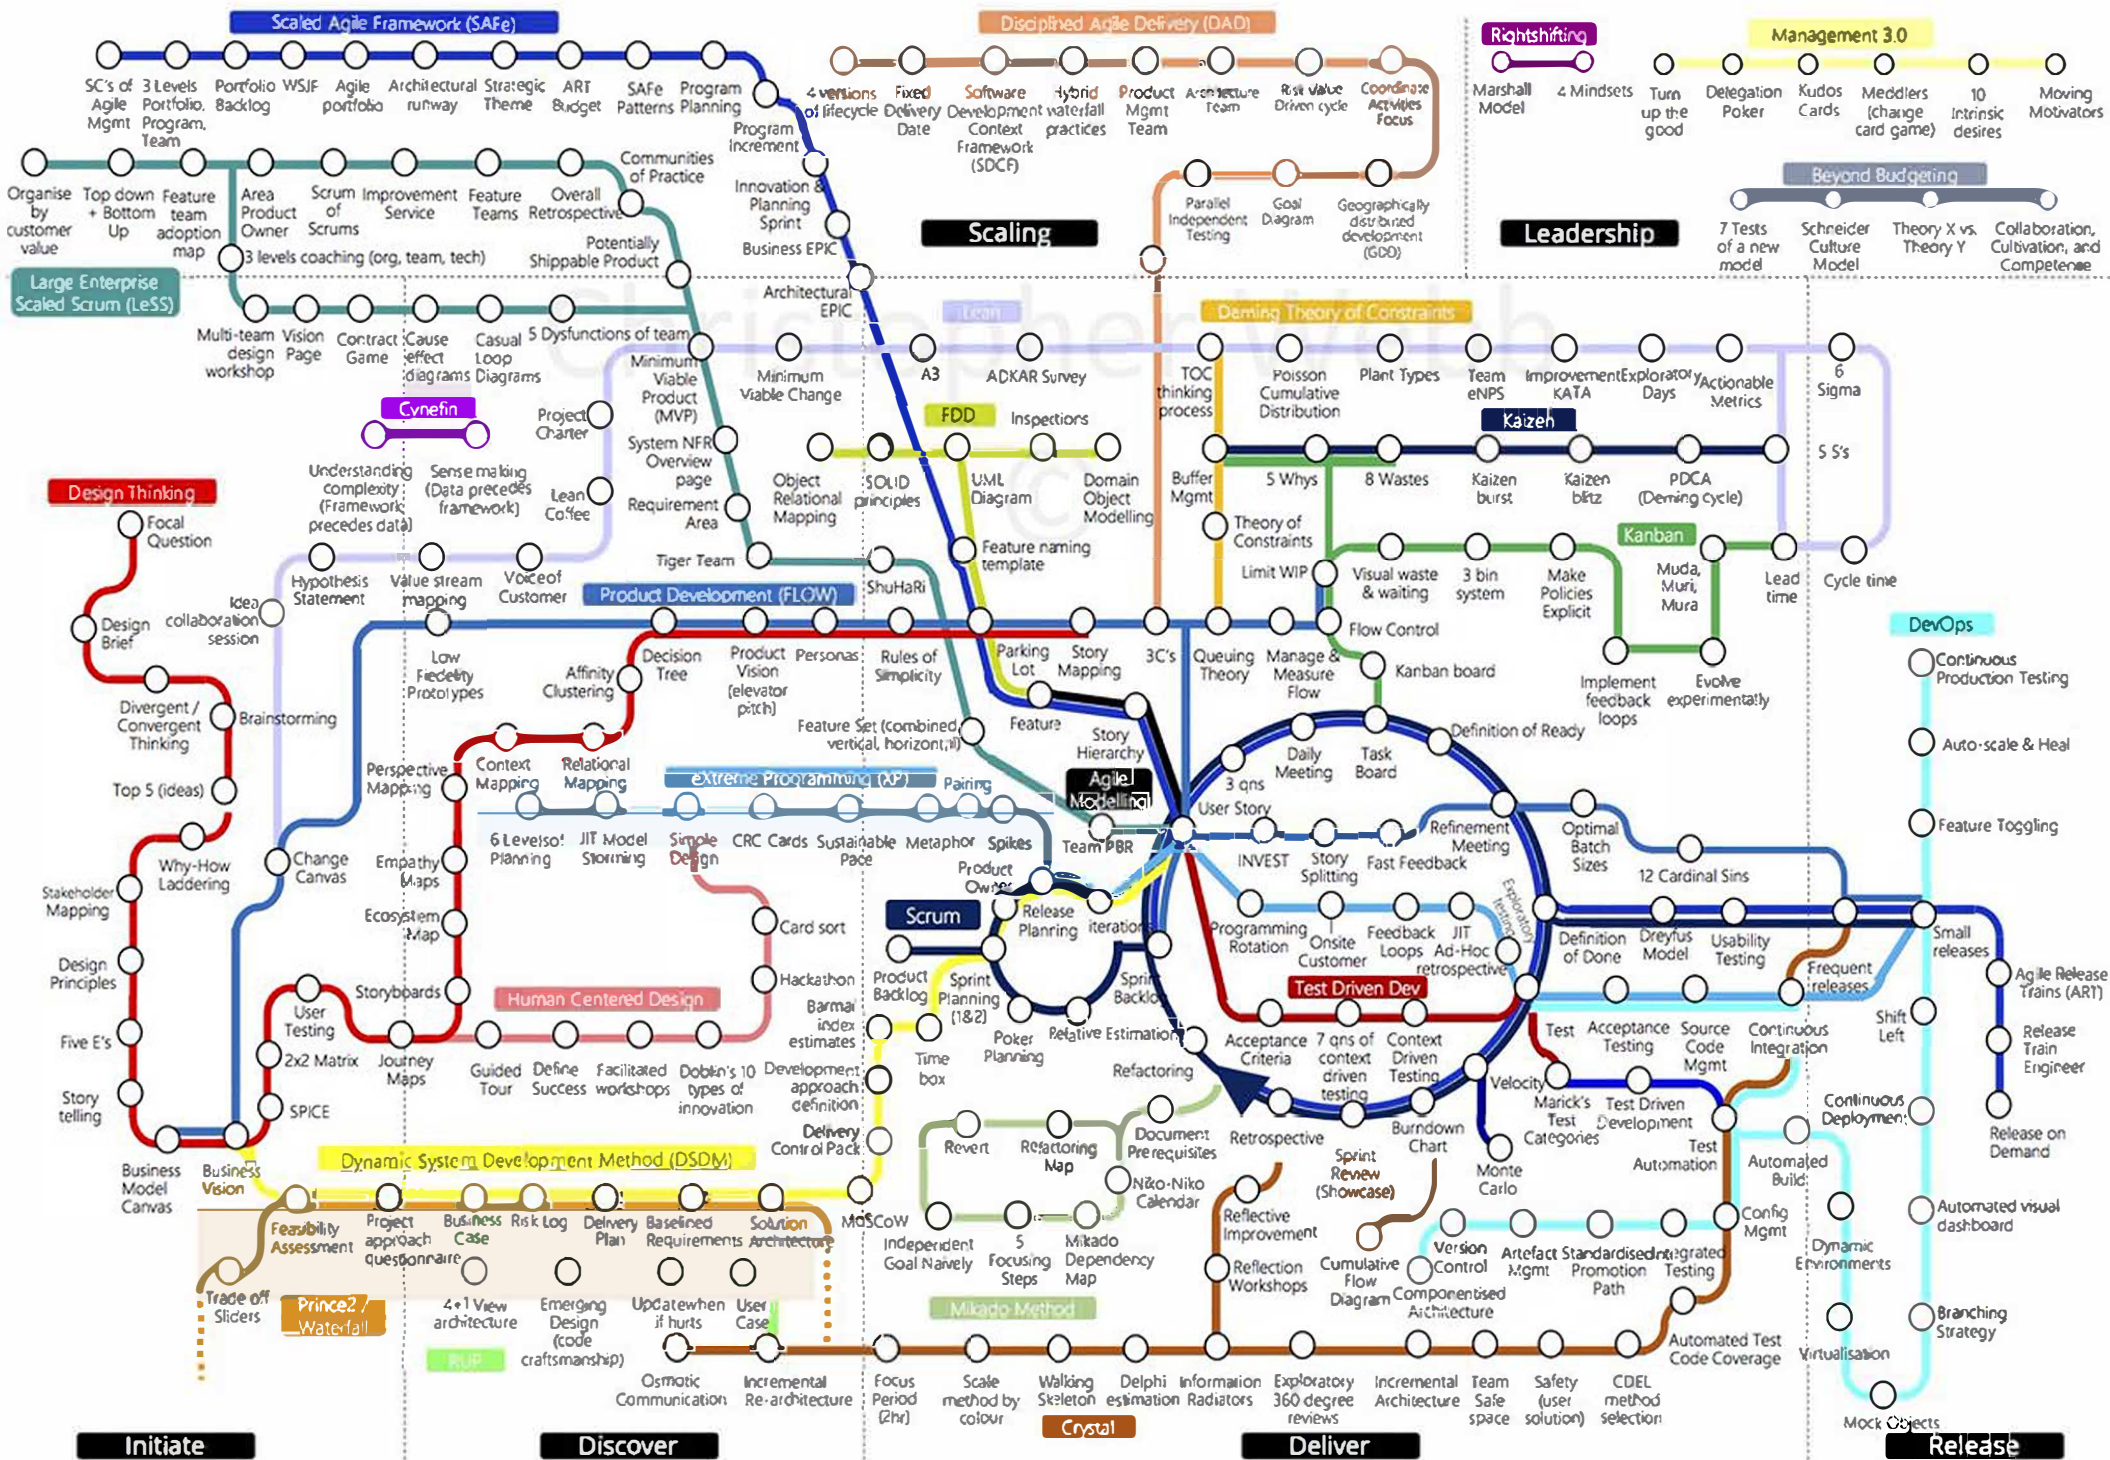 Scaled Agile Framework (SAFe)
SC's of
Agile
Mgmt
3 Levels
Portfolio,
Program,
Team
Portfolio
Backlog
WSJF
Agile
portfolio
Architectural
runway
Strategic
Theme
ART
Budget
SAFe
Patterns
Program
Planning
Program
Increment
Innovation &
Planning
Sprint
Business EPIC
Architectural
EPIC
Disciplined Agile Delivery (DAD)
4 versions
of lifecycle
Fixed
Delivery
Date
Software
Development
Context
Framework
(SDCF)
Hybrid
waterfall
practices
Product
Mgmt
Team
Architecture
Team
Risk Value
Driven cycle
Coordinate
Activities
Focus
Parallel
Independent
Testing
Goal
Diagram
Geographically
distributed
development
(GDD)
Scaling
Rightshifting
Marshall
Model
4 Mindsets
Management 3.0
Turn
up the
good
Delegation
Poker
Kudos
Cards
Meddlers
(change
card game)
10
Intrinsic
desires
Moving
Motivators
Beyond Budgeting
7 Tests
of a new
model
Schneider
Culture
Model
Theory X vs.
Theory Y
Collaboration,
Cultivation, and
Competence
Leadership
Organise
by
customer
value
Top down
+ Bottom
Up
Feature
team
adoption
map
Area
Product
Owner
Scrum
of
Scrums
Improvement
Service
Feature
Teams
Overall
Retrospective
Communities
of Practice
Potentially
Shippable Product
3 levels coaching (org, team, tech)
Large Enterprise
Scaled Scrum (LeSS)
Multi-team
design
workshop
Vision
Page
Contract
Game
Cause
effect
diagrams
Casual
Loop
Diagrams
5 Dysfunctions of team
Christopher Webb
©
Lean
Minimum
Viable
Product
(MVP)
Minimum
Viable Change
A3
ADKAR Survey
Deming Theory of Constraints
TOC
thinking
process
Poisson
Cumulative
Distribution
Plant Types
Team
eNPS
Improvement
KATA
Exploratory
Days
Actionable
Metrics
6
Sigma
Cynefin
Understanding
complexity
(Framework
precedes data)
Sense making
(Data precedes
framework)
Project
Charter
Lean
Coffee
System NFR
Overview
page
Requirement
Area
Tiger Team
ShuHaRi
FDD
Inspections
Object
Relational
Mapping
SOLID
principles
UML
Diagram
Domain
Object
Modelling
Feature naming
template
Kaizen
Buffer
Mgmt
5 Whys
8 Wastes
Kaizen
burst
Kaizen
blitz
PDCA
(Deming cycle)
5 S's
Theory of
Constraints
Limit WIP
Kanban
Visual waste
& waiting
3 bin
system
Make
Policies
Explicit
Muda,
Muri,
Mura
Lead
time
Cycle time
Implement
feedback
loops
Evolve
experimentally
Design Thinking
Focal
Question
Design
Brief
Divergent /
Convergent
Thinking
Brainstorming
Top 5 (ideas)
Why-How
Laddering
Stakeholder
Mapping
Design
Principles
Five E's
Story
telling
Business
Model
Canvas
Business
Vision
Hypothesis
Statement
Value stream
mapping
Voiceof
Customer
Idea
collaboration
session
Product Development (FLOW)
Low
Fiedelity
Prototypes
Affinity
Clustering
Decision
Tree
Product
Vision
(elevator
pitch)
Personas
Rules of
Simplicity
Parking
Lot
Story
Mapping
3C's
Queuing
Theory
Manage &
Measure
Flow
Flow Control
Kanban board
Feature Set (combined,
vertical, horizontal)
Feature
Story
Hierarchy
Perspective
Mapping
Context
Mapping
Relational
Mapping
Change
Canvas
Empathy
Maps
Ecosystem
Map
Storyboards
User
Testing
2x2 Matrix
SPICE
Journey
Maps
eXtreme Programming (XP)
Pairing
6 Levelsof
Planning
JIT Model
Storming
Simple
Design
CRC Cards
Sustainable
Pace
Metaphor
Spikes
Agile
Modelling
Team PBR
Card sort
Hackathon
Human Centered Design
Guided
Tour
Define
Success
Facilitated
workshops
Doblin's 10
types of
innovation
Barmal
index
estimates
Development
approach
definition
Delivery
Control Pack
Time
box
Scrum
Product
Owner
Product
Backlog
Release
Planning
iteration
Sprint
Planning
(1&2)
Sprint
Backlog
Poker
Planning
Relative Estimation
Daily
Meeting
Task
Board
Definition of Ready
3 qns
User Story
INVEST
Story
Splitting
Fast Feedback
Refinement
Meeting
Optimal
Batch
Sizes
12 Cardinal Sins
Exploratory
Testing
Programming
Rotation
Onsite
Customer
Feedback
Loops
JIT
Ad-Hoc
retrospective
Definition
of Done
Dreyfus
Model
Usability
Testing
Small
releases
Frequent
releases
Test Driven Dev
Acceptance
Criteria
7 qns of
context
driven
testing
Context
Driven
Testing
Refactoring
Test
Acceptance
Testing
Source
Code
Mgmt
Continuous
Integration
Velocity
Marick's
Test
Categories
Test Driven
Development
Test
Automation
Burndown
Chart
Monte
Carlo
Retrospective
Sprint
Review
(Showcase)
Reflective
Improvement
Reflection
Workshops
Cumulative
Flow
Diagram
DevOps
Continuous
Production Testing
Auto-scale & Heal
Feature Toggling
Agile Release
Trains (ART)
Shift
Left
Release
Train
Engineer
Continuous
Deployment
Release on
Demand
Automated
Build
Automated visual
dashboard
Config
Mgmt
Dynamic
Environments
Version
Control
Artefact
Mgmt
Standardised
Promotion
Path
Integrated
Testing
Componentised
Architecture
Branching
Strategy
Virtualisation
Mock Objects
Automated Test
Code Coverage
Revert
Refactoring
Map
Document
Prerequisites
Niko-Niko
Calendar
Independent
Goal Naively
5
Focusing
Steps
Mikado
Dependency
Map
Mikado Method
Dynamic System Development Method (DSDM)
Feasibility
Assessment
Project
approach
questionnaire
Business
Case
Risk Log
Delivery
Plan
Baselined
Requirements
Solution
Architecture
MoSCoW
Trade off
Sliders
Prince2 /
Waterfall
4+1 View
architecture
Emerging
Design
(code
craftsmanship)
Updatewhen
if hurts
User
Case
RUP
Osmotic
Communication
Incremental
Re-architecture
Focus
Period
(2hr)
Scale
method by
colour
Walking
Skeleton
Delphi
estimation
Information
Radiators
Exploratory
360 degree
reviews
Incremental
Architecture
Team
Safe
space
Safety
(user
solution)
CDEL
method
selection
Crystal
Initiate
Discover
Deliver
Release